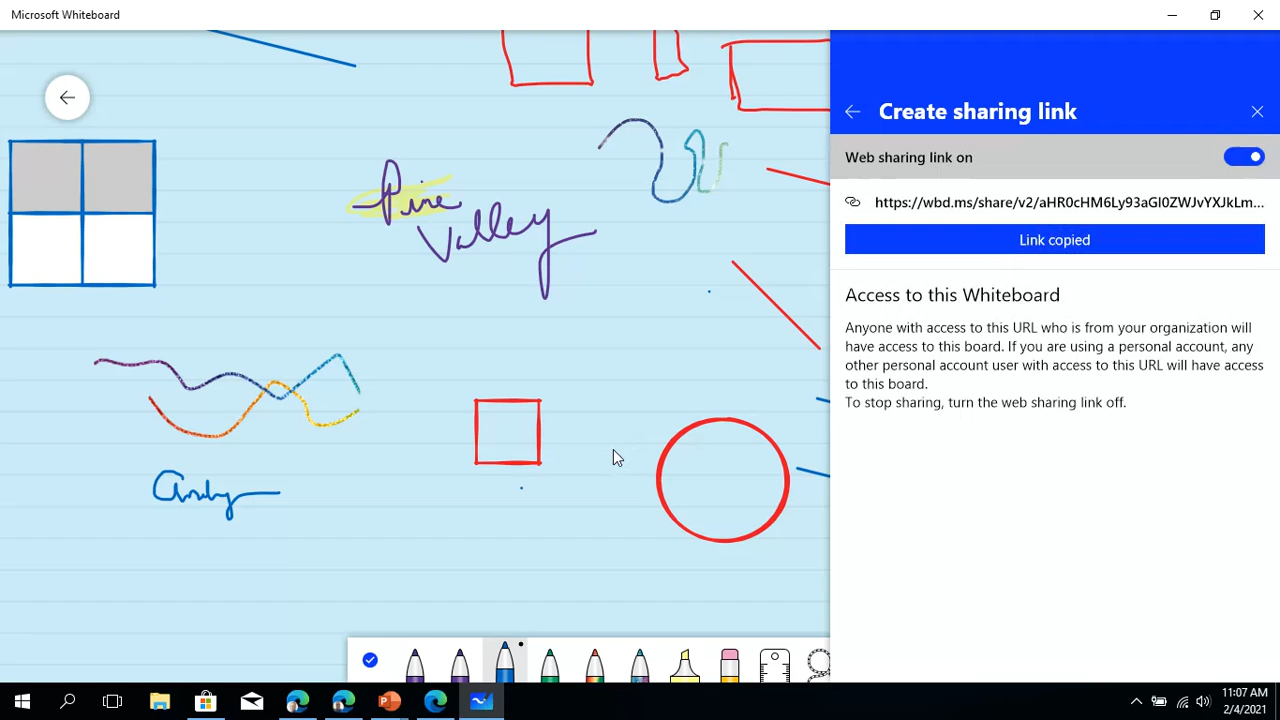 Microsoft Whiteboard
Create sharing link
Web sharing link on
https://wbd.ms/share/v2/aHR0cHM6Ly93aGl0ZWJvYXJkLm...
Link copied
Access to this Whiteboard
Anyone with access to this URL who is from your organization will
have access to this board. If you are using a personal account, any
other personal account user with access to this URL will have access
to this board.
To stop sharing, turn the web sharing link off.
Pine
Valley
Andy
11:07 AM
2/4/2021